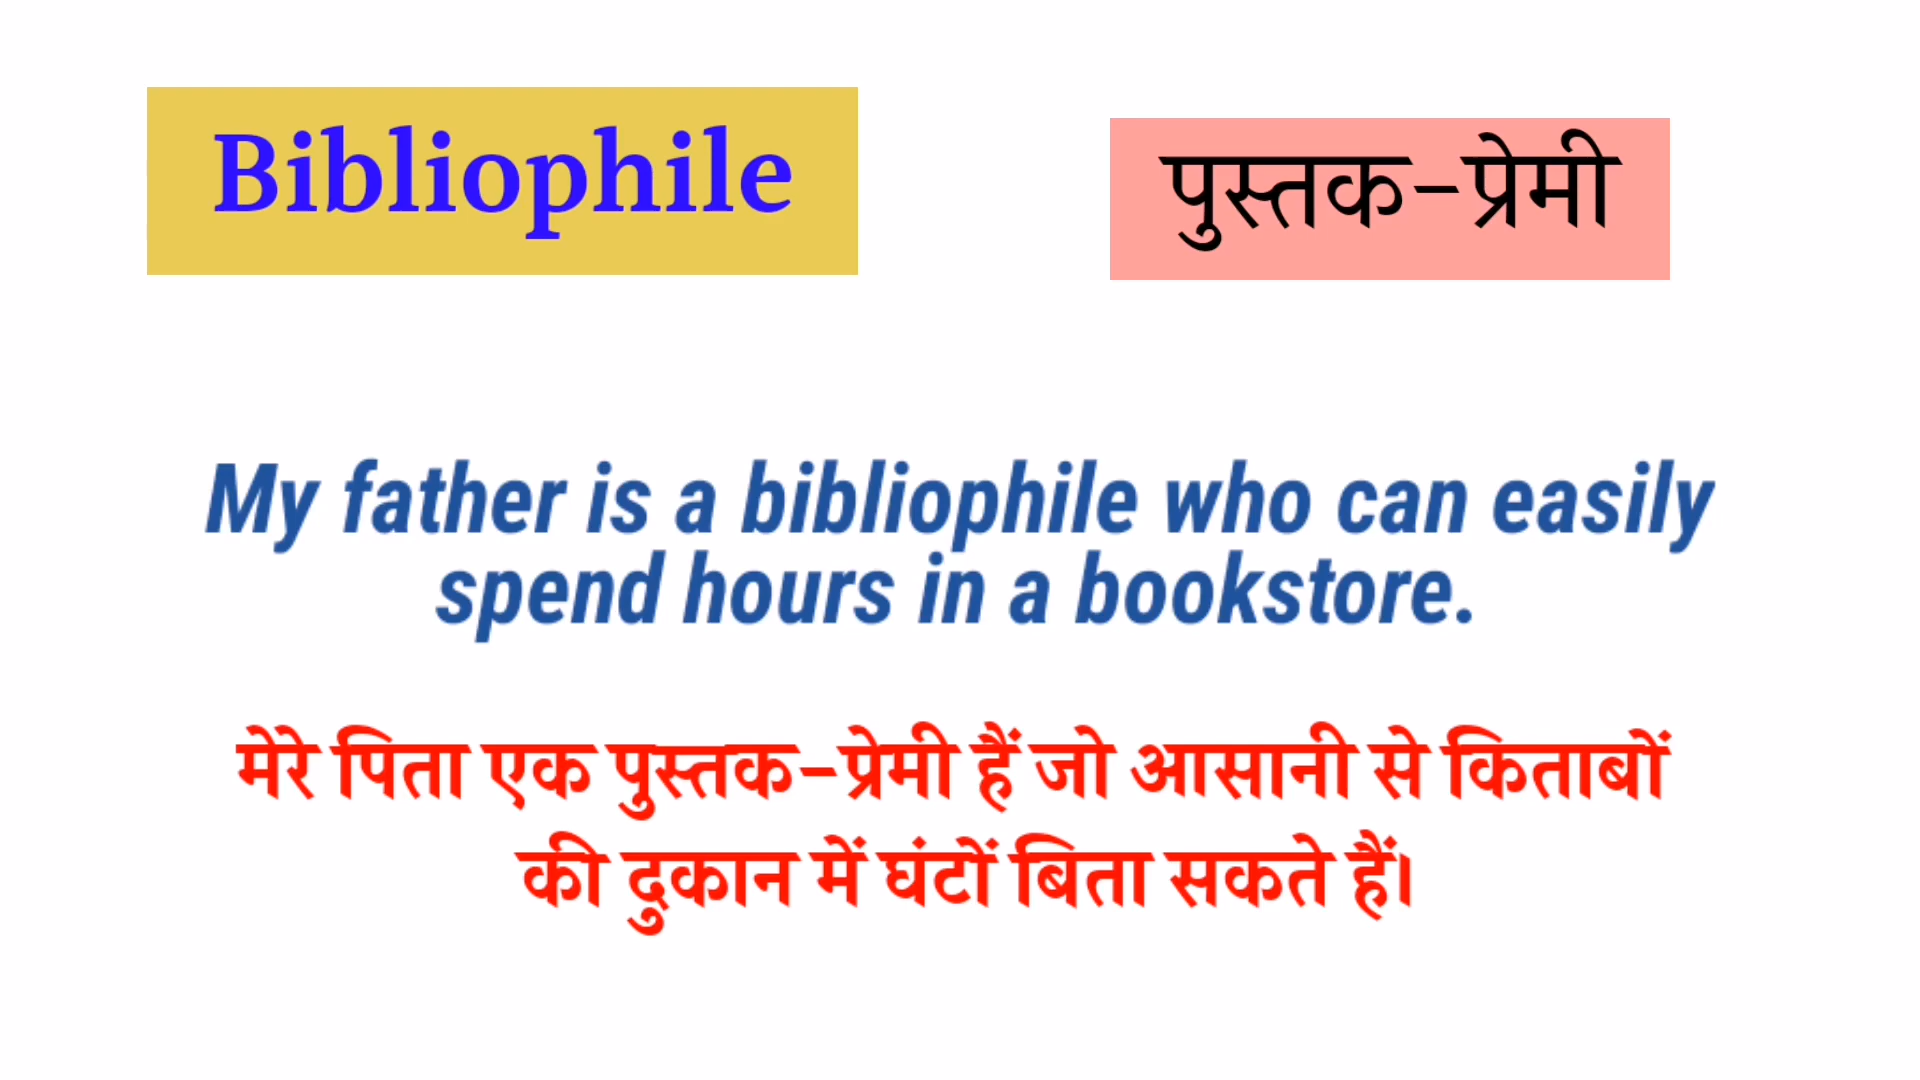 Bibliophile
पुस्तक-प्रेमी
My father is a bibliophile who can easily
spend hours in a bookstore.
मेरे पिता एक पुस्तक-प्रेमी हैं जो आसानी से किताबों
की दुकान में घंटों बिता सकते हैं।